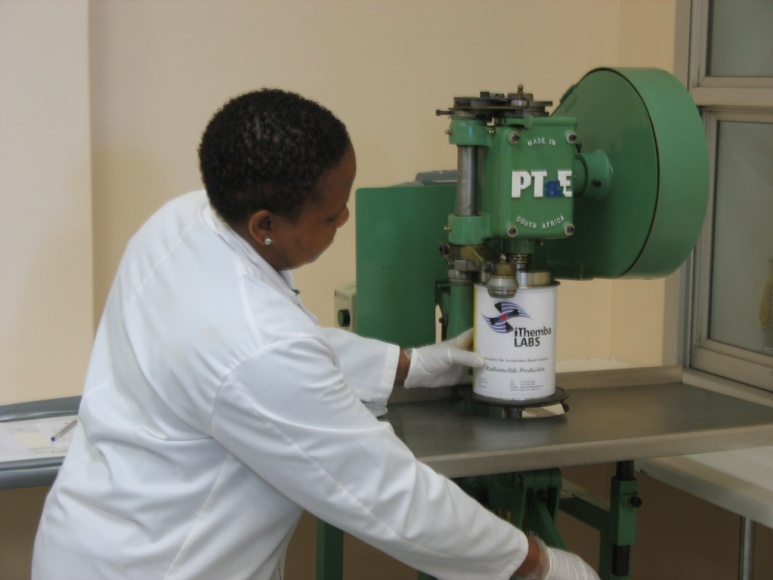 MADE IN
PT&E
SOUTH AFRICA
iThemba
LABS
Radionuclide Production